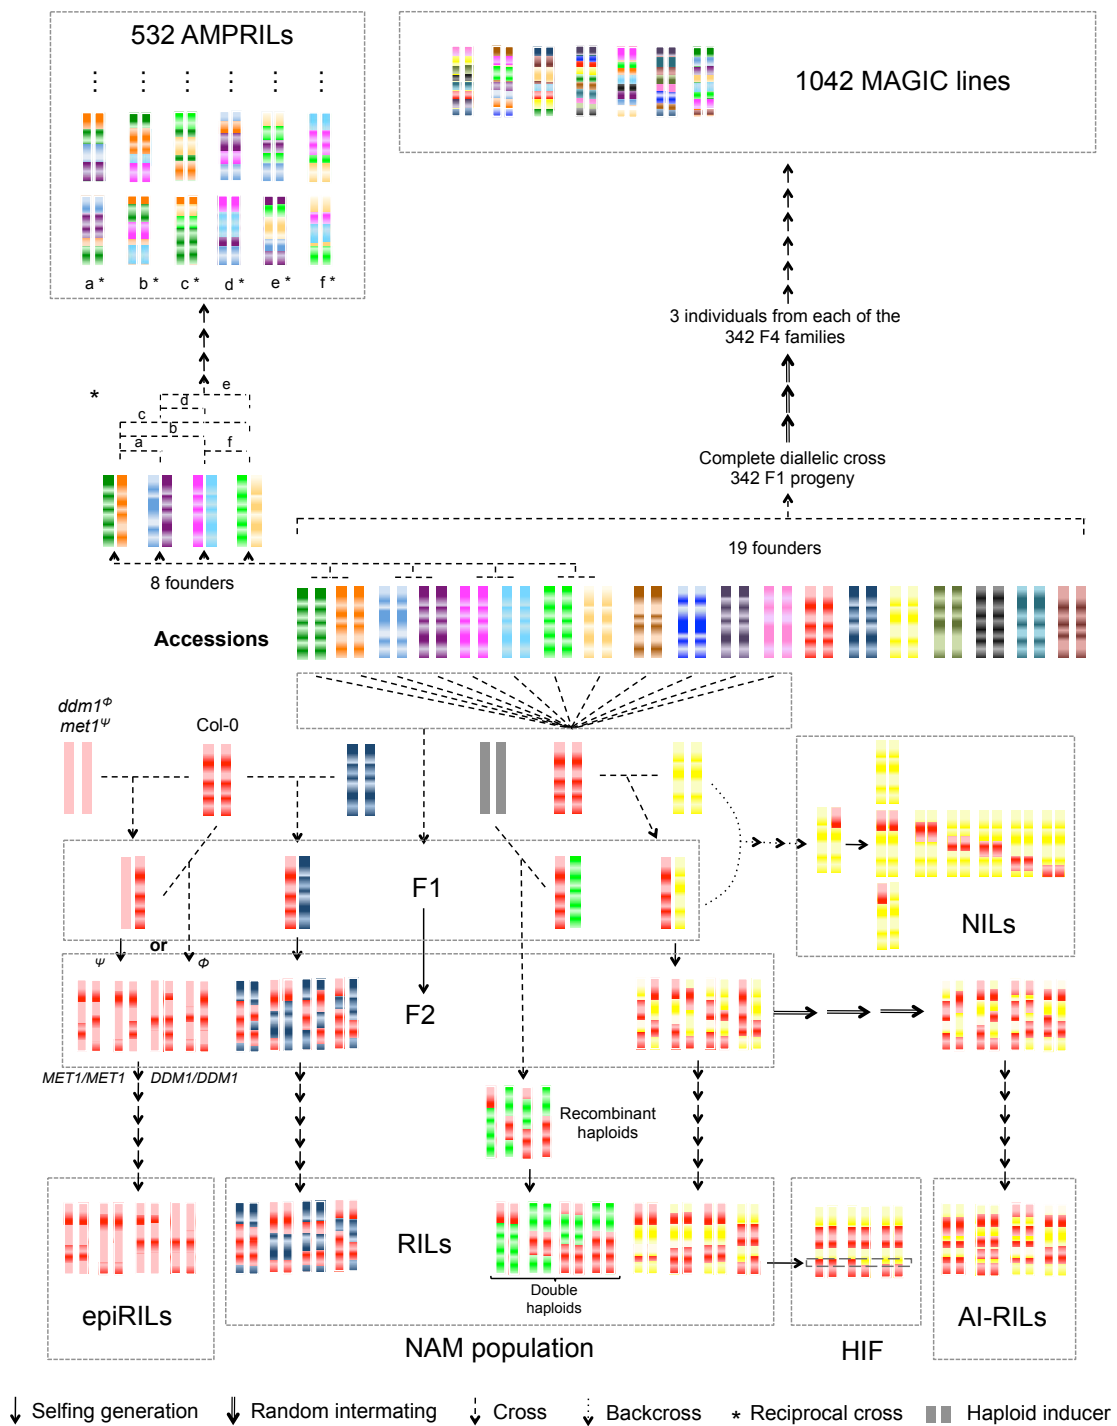 532 AMPRILs
1042 MAGIC lines
a * b * c * d * e * f *
3 individuals from each of the
342 F4 families
*
e
d
c
b
a
f
Complete diallelic cross
342 F1 progeny
19 founders
8 founders
Accessions
ddm1Φ
met1Ψ
Col-0
F1
NILs
or
Ψ
Φ
F2
MET1/MET1 DDM1/DDM1
Recombinant
haploids
RILs
Double
haploids
epiRILs
NAM population
HIF
AI-RILs
Selfing generation
Random intermating
Cross
Backcross
* Reciprocal cross
Haploid inducer